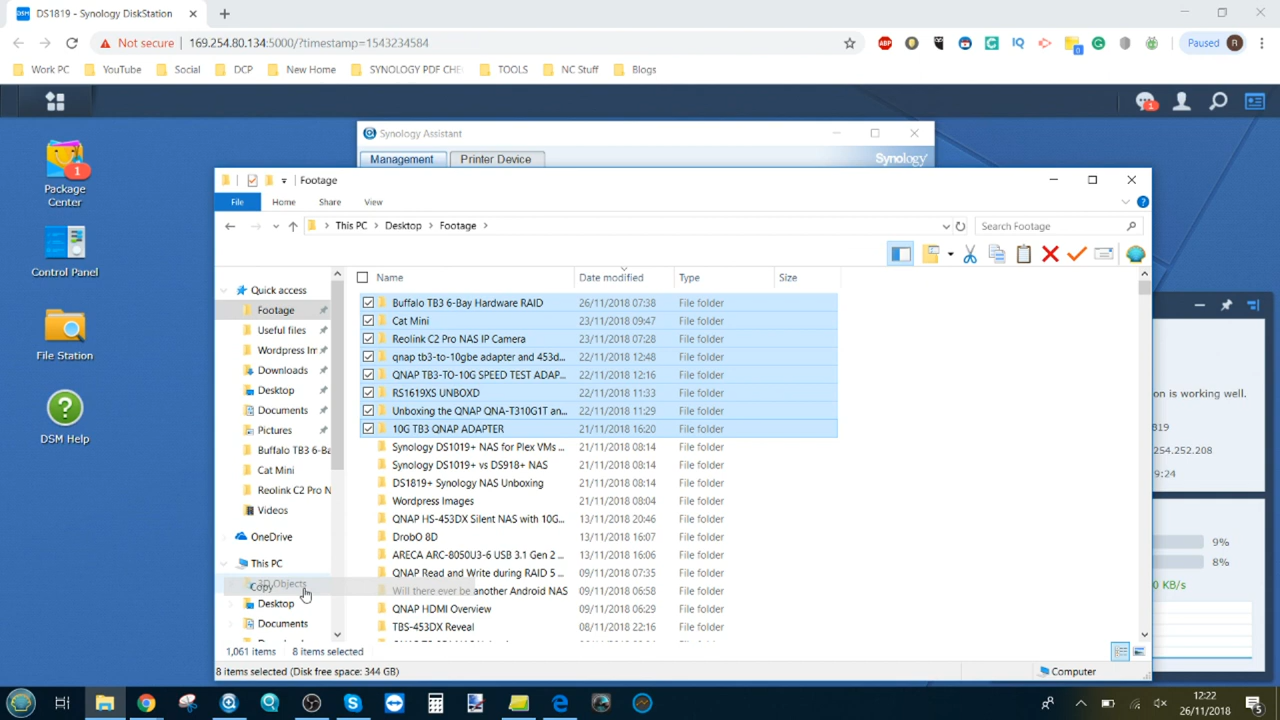 DS1819 - Synology DiskStation
Not secure | 169.254.80.134:5000/?timestamp=1543234584
ABP
IQ
Paused R
Work PC YouTube Social DCP New Home SYNOLOGY PDF CHE TOOLS NC Stuff Blogs
Synology Assistant
Management Printer Device Synology
Package
Center
Control Panel
File Station
DSM Help
Footage
File Home Share View
This PC > Desktop > Footage >
Search Footage
Name Date modified Type Size
Quick access
Footage
Useful files
Wordpress Im
Downloads
Desktop
Documents
Pictures
Buffalo TB3 6-Ba
Cat Mini
Reolink C2 Pro N
Videos
OneDrive
This PC
3D Objects
Copy
Desktop
Documents
Buffalo TB3 6-Bay Hardware RAID 26/11/2018 07:38 File folder
Cat Mini 23/11/2018 09:47 File folder
Reolink C2 Pro NAS IP Camera 23/11/2018 07:28 File folder
qnap tb3-to-10gbe adapter and 453d... 22/11/2018 12:48 File folder
QNAP TB3-TO-10G SPEED TEST ADAP... 22/11/2018 12:16 File folder
RS1619XS UNBOXD 22/11/2018 11:33 File folder
Unboxing the QNAP QNA-T310G1T an... 22/11/2018 11:29 File folder
10G TB3 QNAP ADAPTER 21/11/2018 16:20 File folder
Synology DS1019+ NAS for Plex VMs ... 21/11/2018 08:14 File folder
Synology DS1019+ vs DS918+ NAS 21/11/2018 08:14 File folder
DS1819+ Synology NAS Unboxing 21/11/2018 08:14 File folder
Wordpress Images 21/11/2018 08:04 File folder
QNAP HS-453DX Silent NAS with 10G... 13/11/2018 20:46 File folder
DrobO 8D 13/11/2018 16:07 File folder
ARECA ARC-8050U3-6 USB 3.1 Gen 2 ... 13/11/2018 16:06 File folder
QNAP Read and Write during RAID 5 ... 09/11/2018 07:35 File folder
Will there ever be another Android NAS 09/11/2018 06:58 File folder
QNAP HDMI Overview 09/11/2018 06:29 File folder
TBS-453DX Reveal 08/11/2018 22:16 File folder
1,061 items 8 items selected
8 items selected (Disk free space: 344 GB) Computer
on is working well.
819
254.252.208
9:24
9%
8%
0 KB/s
12:22
26/11/2018
5